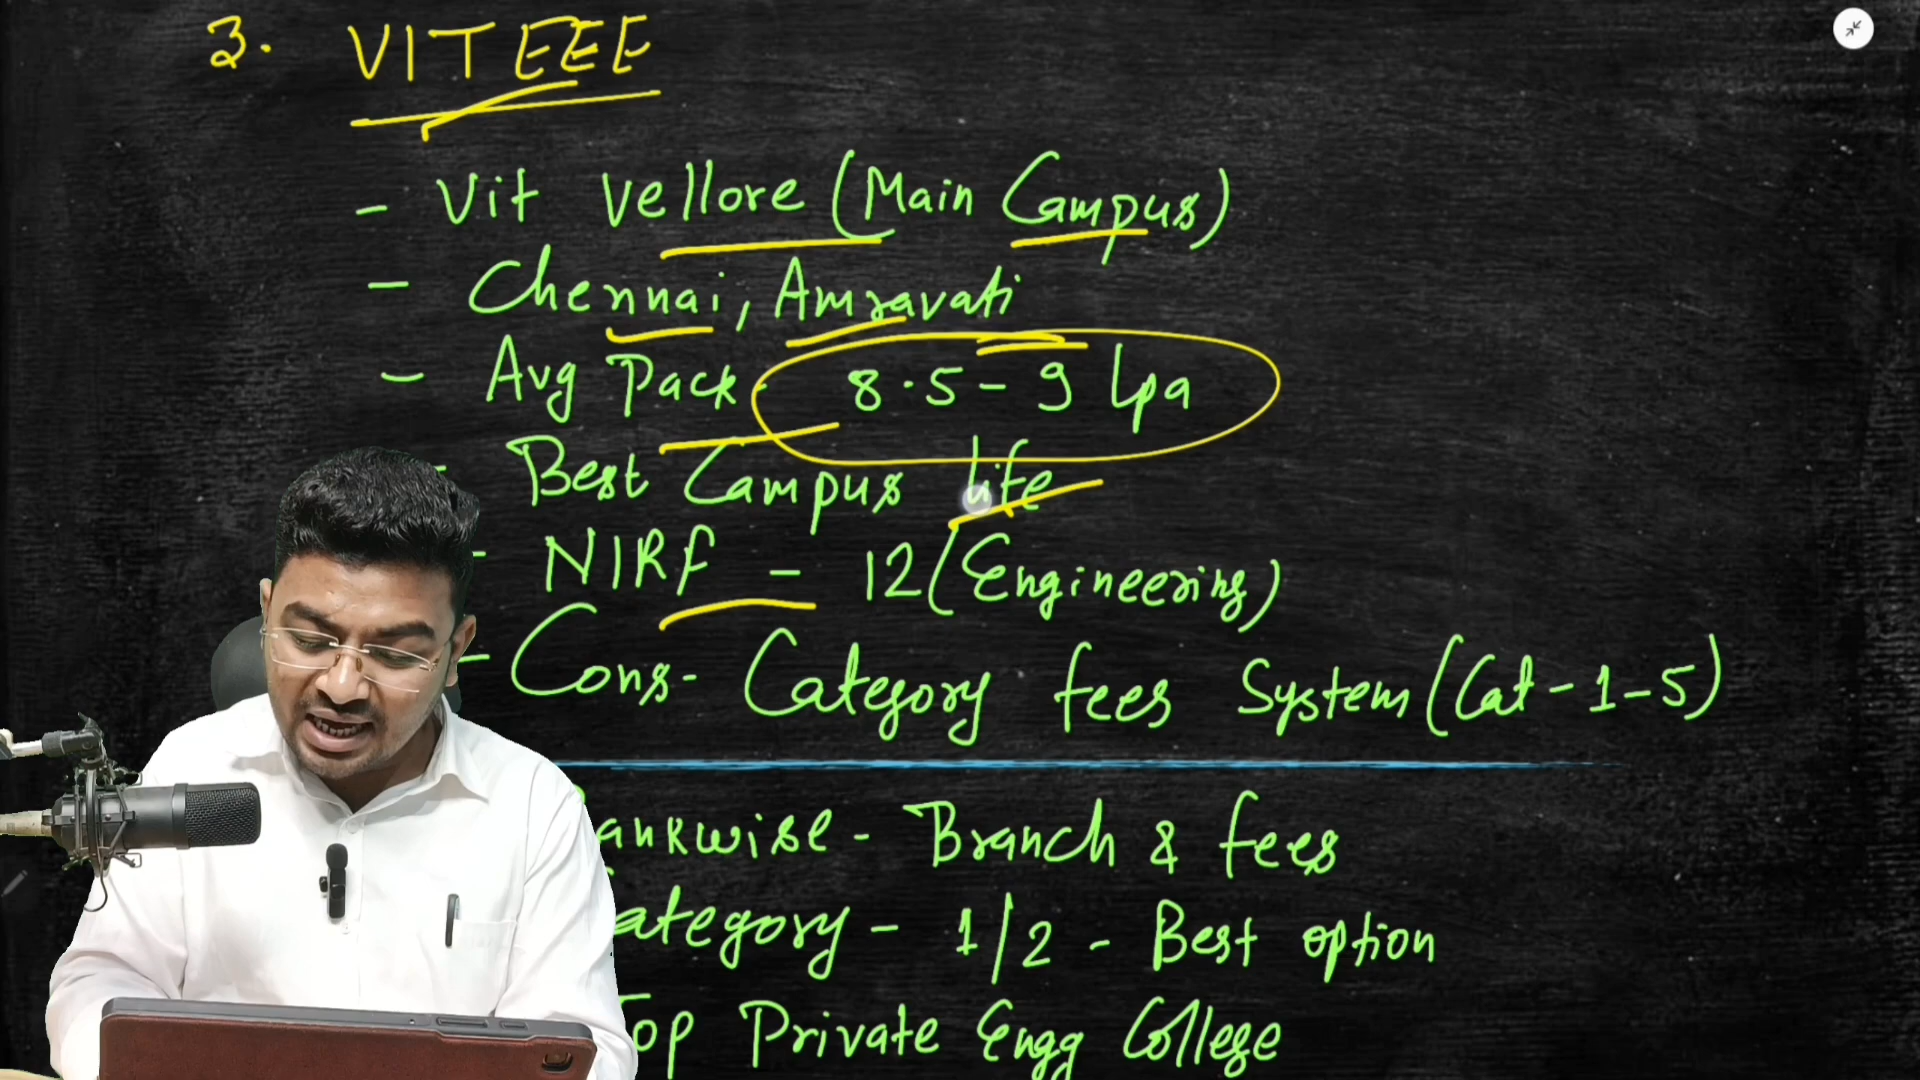 3. VITEEE
- Vit Vellore (Main Campus)
- Chennai, Amravati
- Avg Pack - 8.5 - 9 lpa
- Best Campus life
- NIRF - 12 (Engineering)
- Cons - Category fees System (Cat - 1 - 5)
ankwise - Branch & fees
ategory - 1/2 - Best option
Top Private Engg College